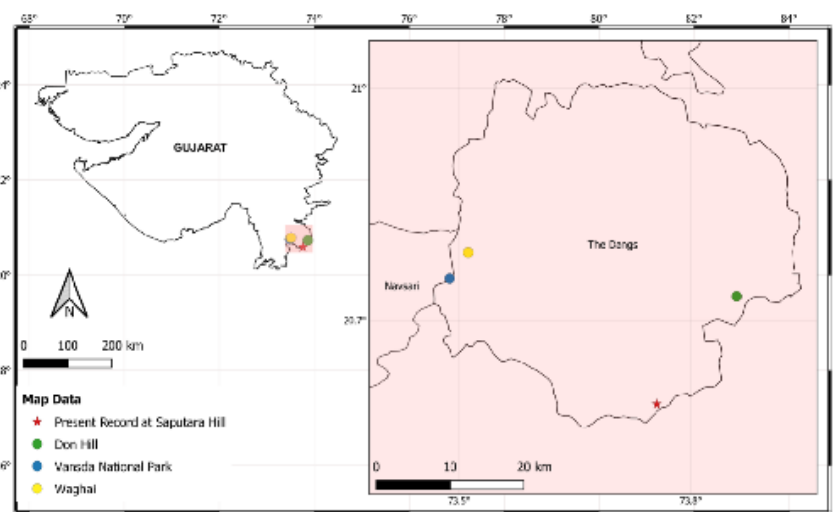 68° 70° 72° 74° 76° 78° 80° 82° 84°
21°
GUJARAT
The Dangs
Navsari
N
0 100 200 km
Map Data
Present Record at Saputara Hill
Don Hill
Vansda National Park
Waghai
0 10 20 km
73.5° 73.8°